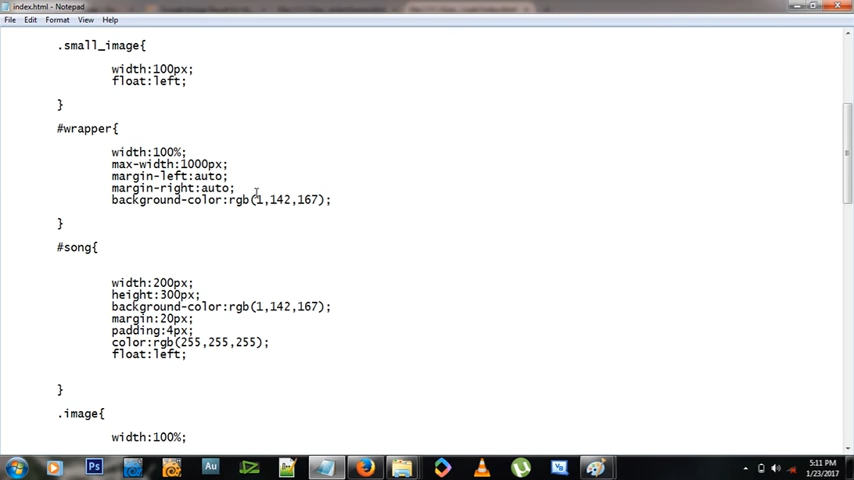 index.html - Notepad
File Edit Format View Help
.small_image{
width:100px;
float:left;
}
#wrapper{
width:100%;
max-width:1000px;
margin-left:auto;
margin-right:auto;
background-color:rgb(1,142,167);
}
#song{
width:200px;
height:300px;
background-color:rgb(1,142,167);
margin:20px;
padding:4px;
color:rgb(255,255,255);
float:left;
}
.image{
width:100%;
Ps
Au
5:11 PM
1/23/2017